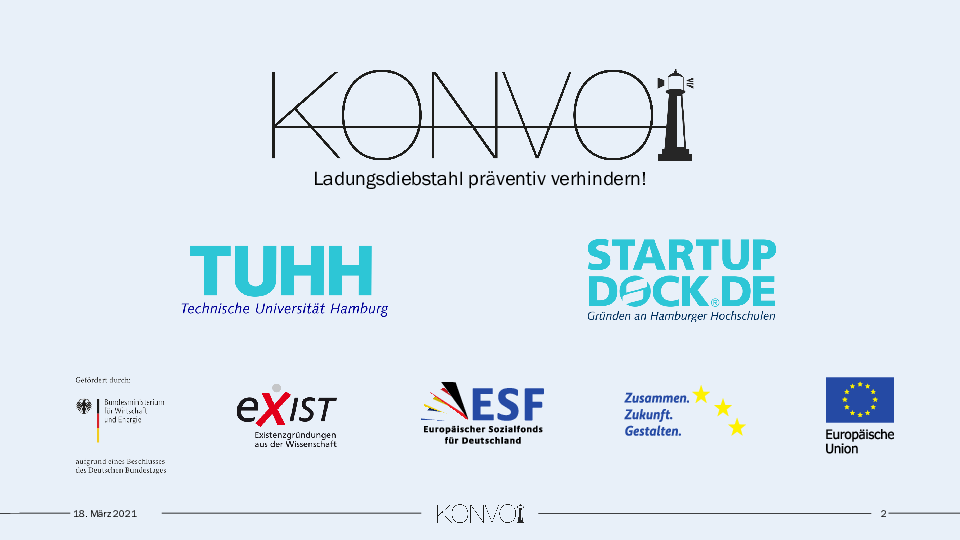 KONVOI
Ladungsdiebstahl präventiv verhindern!
TUHH
Technische Universität Hamburg
STARTUP
DOCK.DE
Gründen an Hamburger Hochschulen
Gefördert durch:
Bundesministerium
für Wirtschaft
und Energie
aufgrund eines Beschlusses
des Deutschen Bundestages
eXIST
Existenzgründungen
aus der Wissenschaft
ESF
Europäischer Sozialfonds
für Deutschland
Zusammen.
Zukunft.
Gestalten.
Europäische
Union
18. März 2021
KONVOI
2